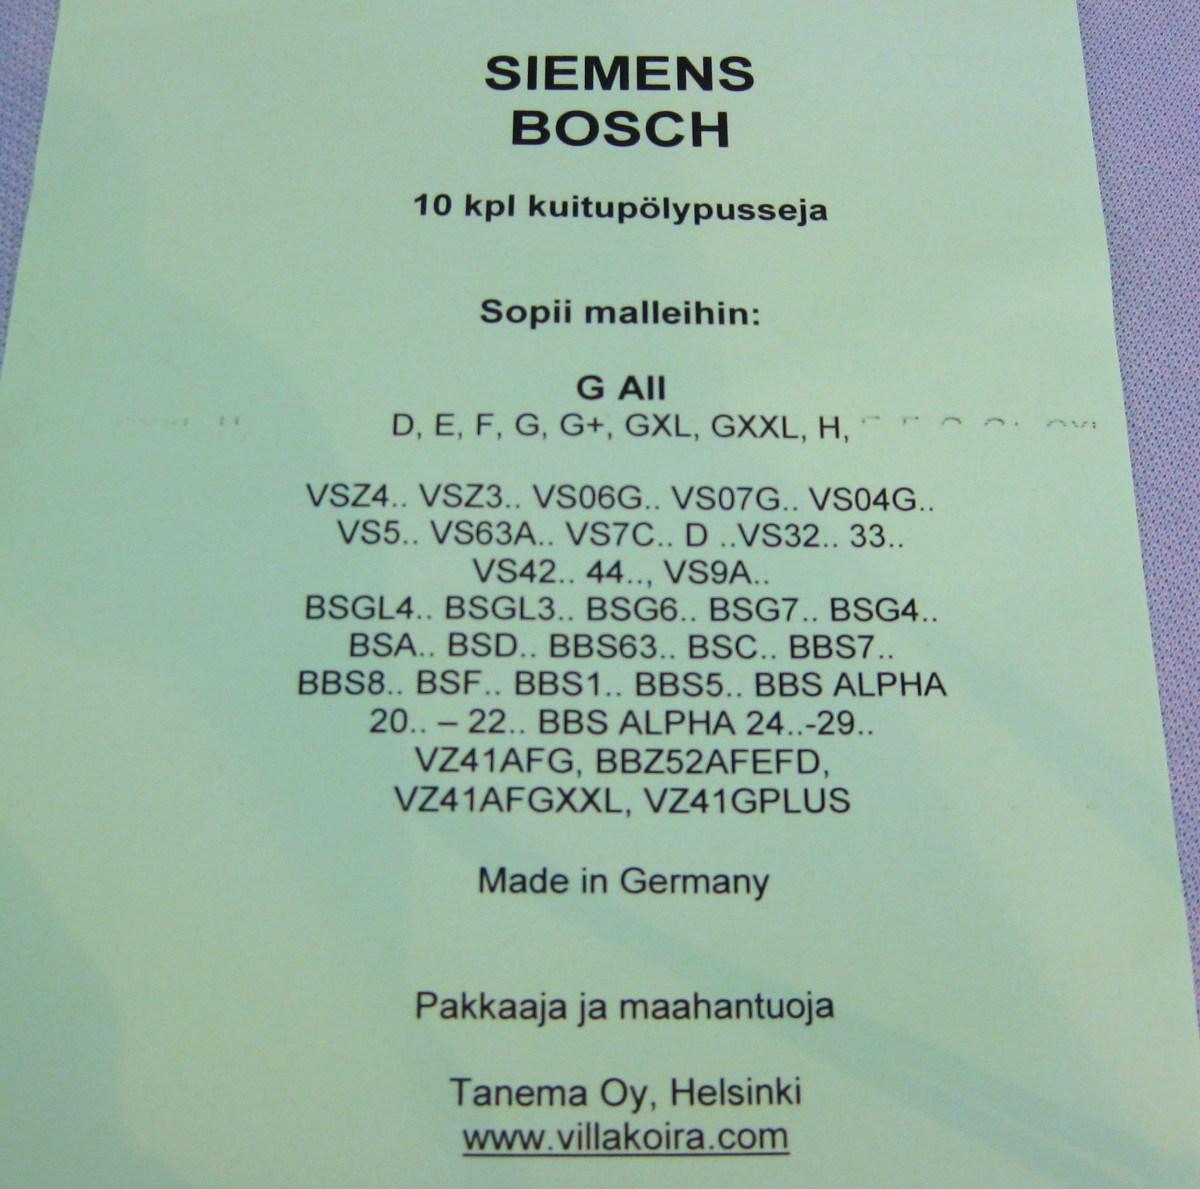 SIEMENS
BOSCH
10 kpl kuitupölypusseja
Sopii malleihin:
G All
D, E, F, G, G+, GXL, GXXL, H,
VSZ4.. VSZ3.. VS06G.. VS07G.. VS04G..
VS5.. VS63A.. VS7C.. D ..VS32.. 33..
VS42.. 44.., VS9A..
BSGL4.. BSGL3.. BSG6.. BSG7.. BSG4..
BSA.. BSD.. BBS63.. BSC.. BBS7..
BBS8.. BSF.. BBS1.. BBS5.. BBS ALPHA
20.. – 22.. BBS ALPHA 24..-29..
VZ41AFG, BBZ52AFEFD,
VZ41AFGXXL, VZ41GPLUS
Made in Germany
Pakkaaja ja maahantuoja
Tanema Oy, Helsinki
www.villakoira.com